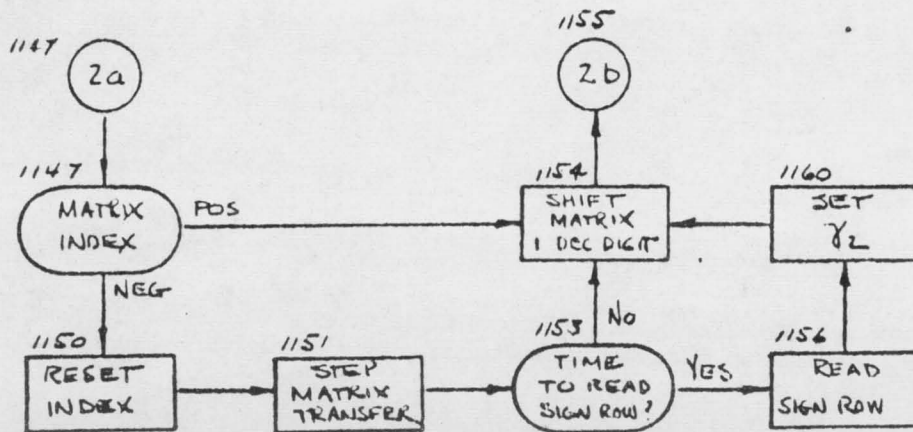 1147
2a
1155
2b
1147
MATRIX
INDEX
POS
NEG
1154
SHIFT
MATRIX
1 DEC DIGIT
1160
SET
γ2
1150
RESET
INDEX
1151
STEP
MATRIX
TRANSFER
1153
NO
TIME
TO READ
SIGN ROW?
YES
1156
READ
SIGN ROW